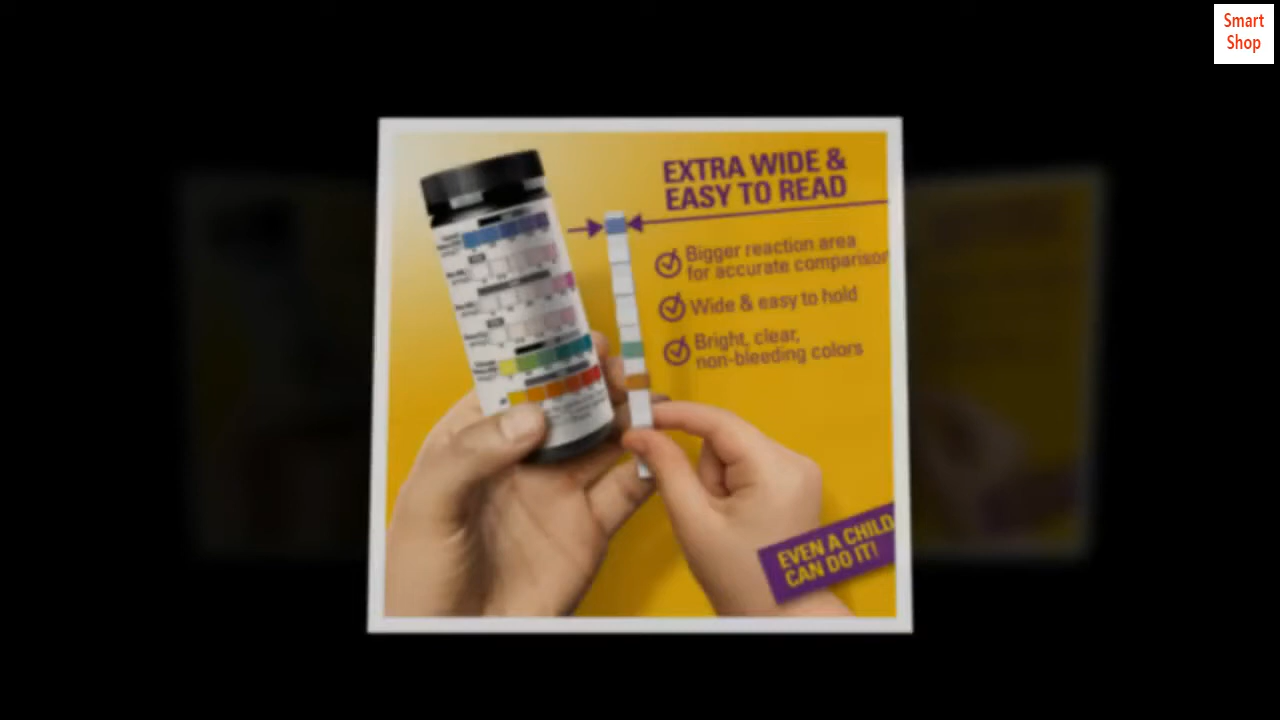 Smart
Shop
EXTRA WIDE &
EASY TO READ
Bigger reaction area
for accurate comparison
Wide & easy to hold
Bright, clear,
non-bleeding colors
EVEN A CHILD
CAN DO IT!